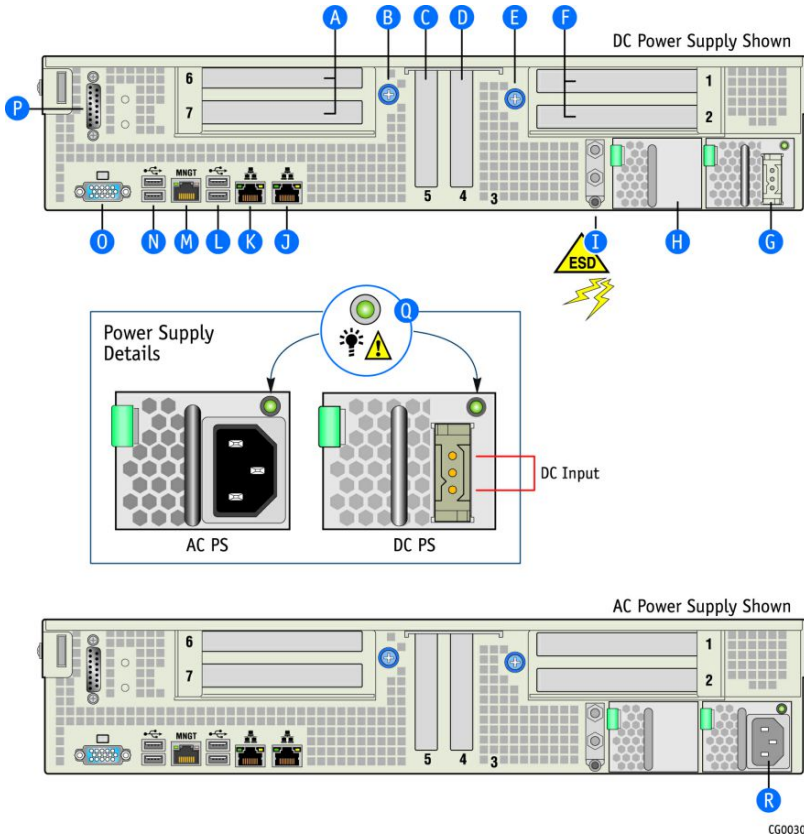 A B C D E F
DC Power Supply Shown
P
6
7
1
2
MNGT
5 4 3
O N M L K J I H G
ESD
Q
Power Supply
Details
DC Input
AC PS
DC PS
AC Power Supply Shown
6
7
1
2
MNGT
5 4 3
R
CG0030